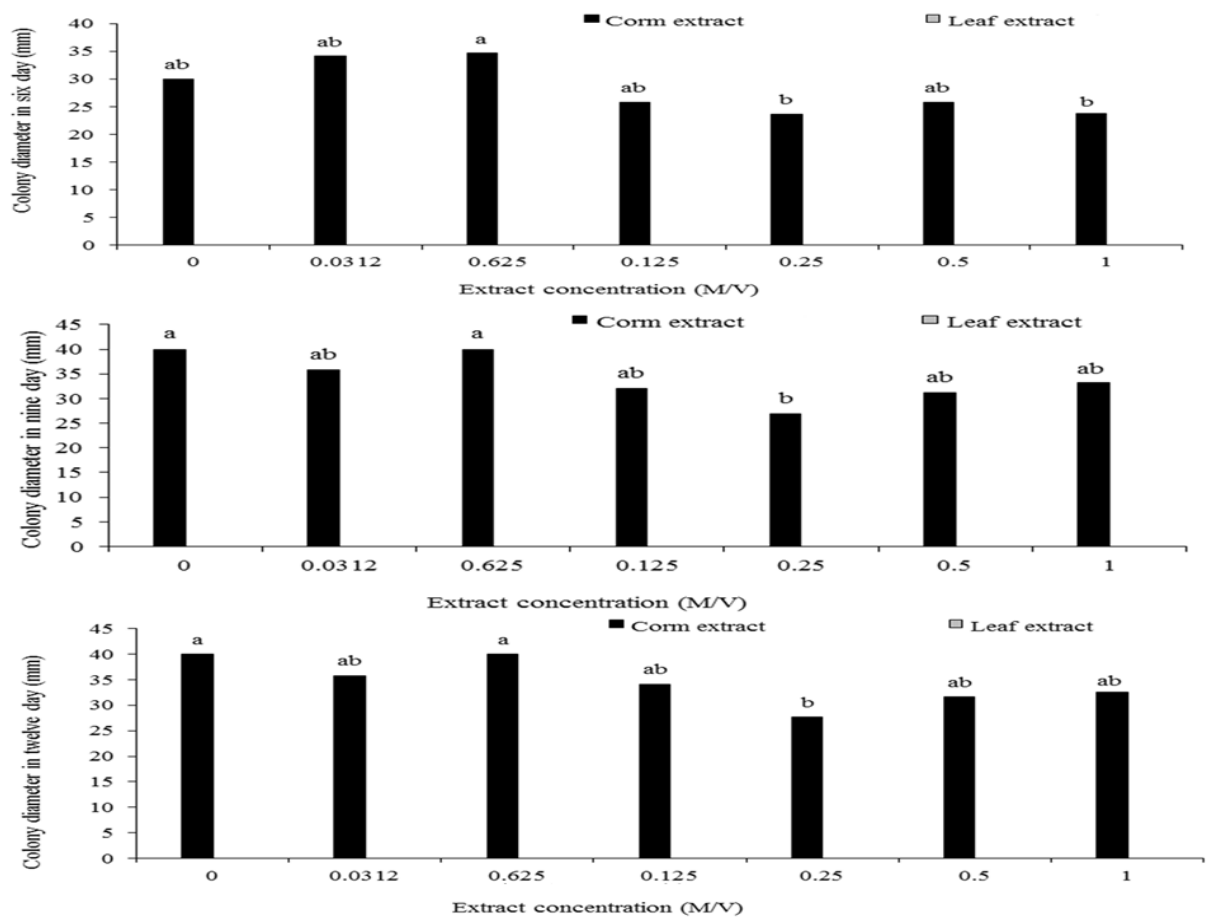 Corm extract Leaf extract
Colony diameter in six day (mm)
40
35
30
25
20
15
10
5
0
ab ab a ab b ab b
0 0.0312 0.625 0.125 0.25 0.5 1
Extract concentration (M/V)
Corm extract Leaf extract
Colony diameter in nine day (mm)
45
40
35
30
25
20
15
10
5
0
a ab a ab b ab ab
0 0.0312 0.625 0.125 0.25 0.5 1
Extract concentration (M/V)
Corm extract Leaf extract
Colony diameter in twelve day (mm)
45
40
35
30
25
20
15
10
5
0
a ab a ab b ab ab
0 0.0312 0.625 0.125 0.25 0.5 1
Extract concentration (M/V)